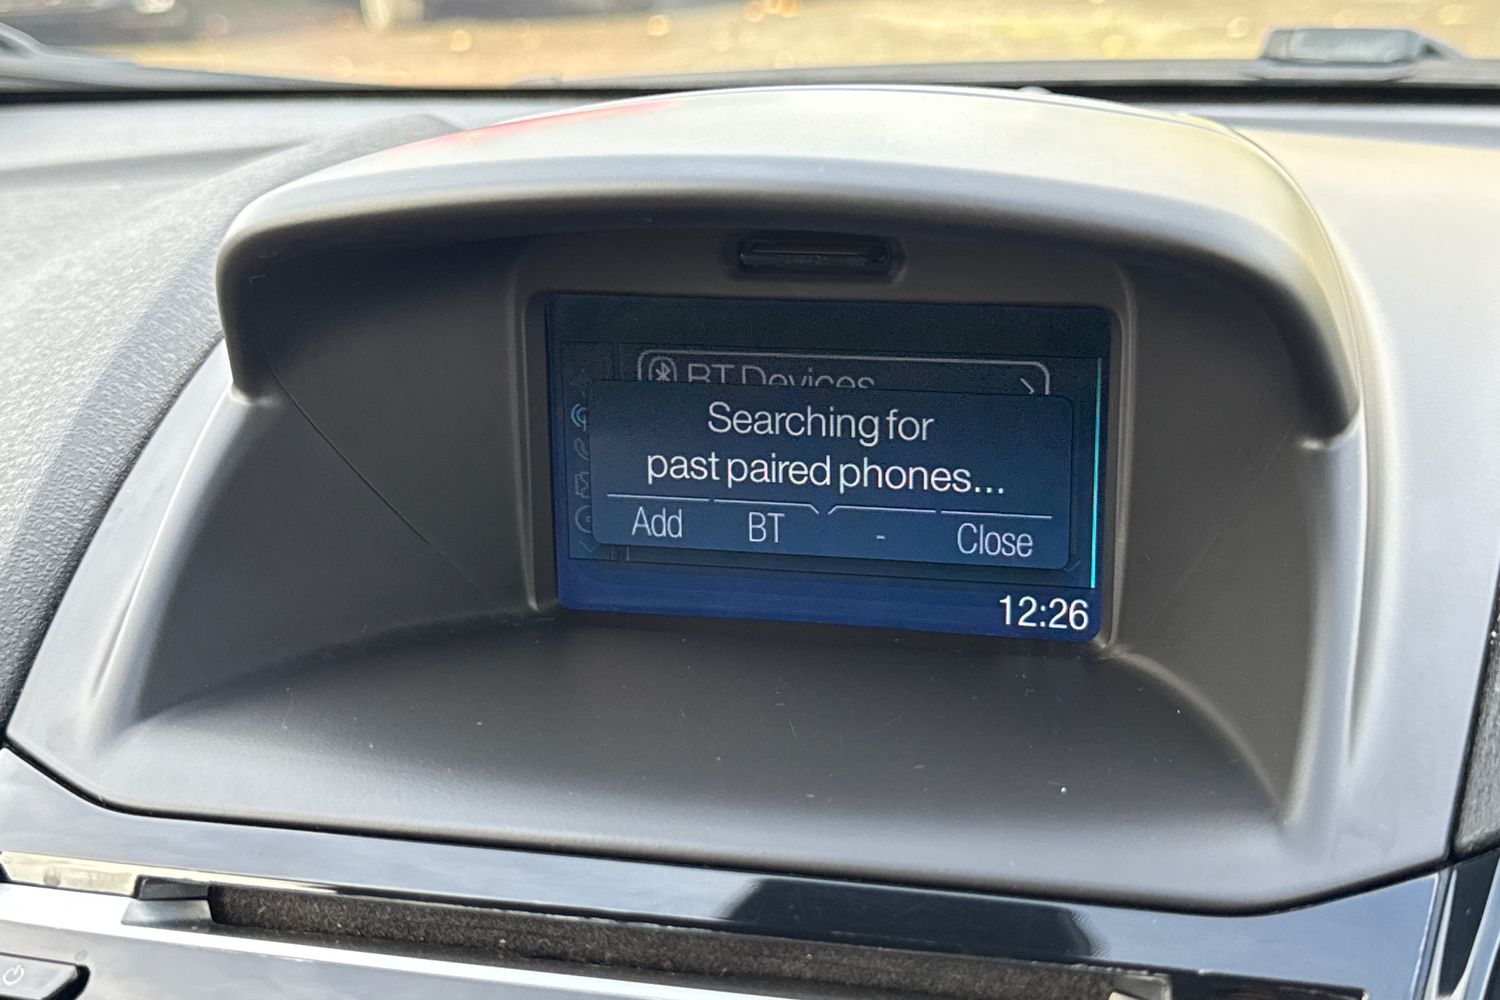 BT Devices
Searching for
past paired phones...
Add BT - Close
12:26